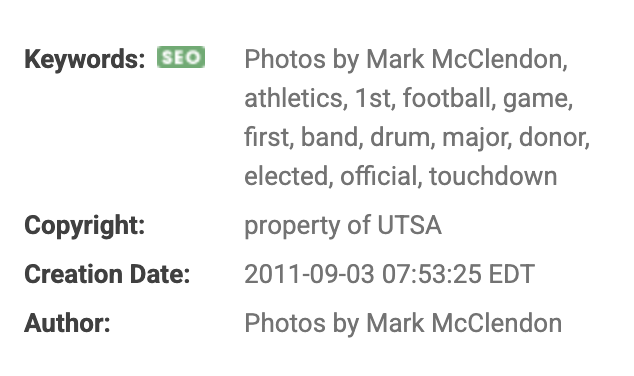 Keywords: SEO Photos by Mark McClendon,
athletics, 1st, football, game,
first, band, drum, major, donor,
elected, official, touchdown
Copyright: property of UTSA
Creation Date: 2011-09-03 07:53:25 EDT
Author: Photos by Mark McClendon